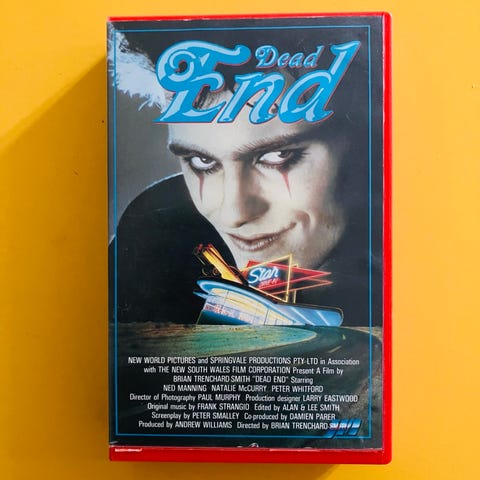 Dead
End
Star
NEW WORLD PICTURES and SPRINGVALE PRODUCTIONS PTY-LTD in Association
with THE NEW SOUTH WALES FILM CORPORATION Present A Film by
BRIAN TRENCHARD-SMITH "DEAD END" Starring
NED MANNING NATALIE McCURRY PETER WHITFORD
Director of Photography PAUL MURPHY Production designer LARRY EASTWOOD
Original music by FRANK STRANGIO Edited by ALAN & LEE SMITH
Screenplay by PETER SMALLEY Co-produced by DAMIEN PARER
Produced by ANDREW WILLIAMS Directed by BRIAN TRENCHARD